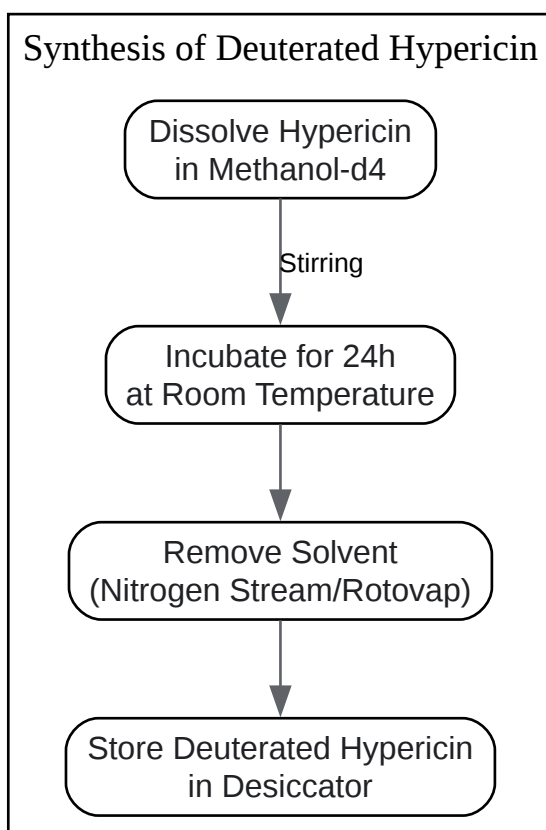 Synthesis of Deuterated Hypericin
Dissolve Hypericin
in Methanol-d4
Stirring
Incubate for 24h
at Room Temperature
Remove Solvent
(Nitrogen Stream/Rotovap)
Store Deuterated Hypericin
in Desiccator